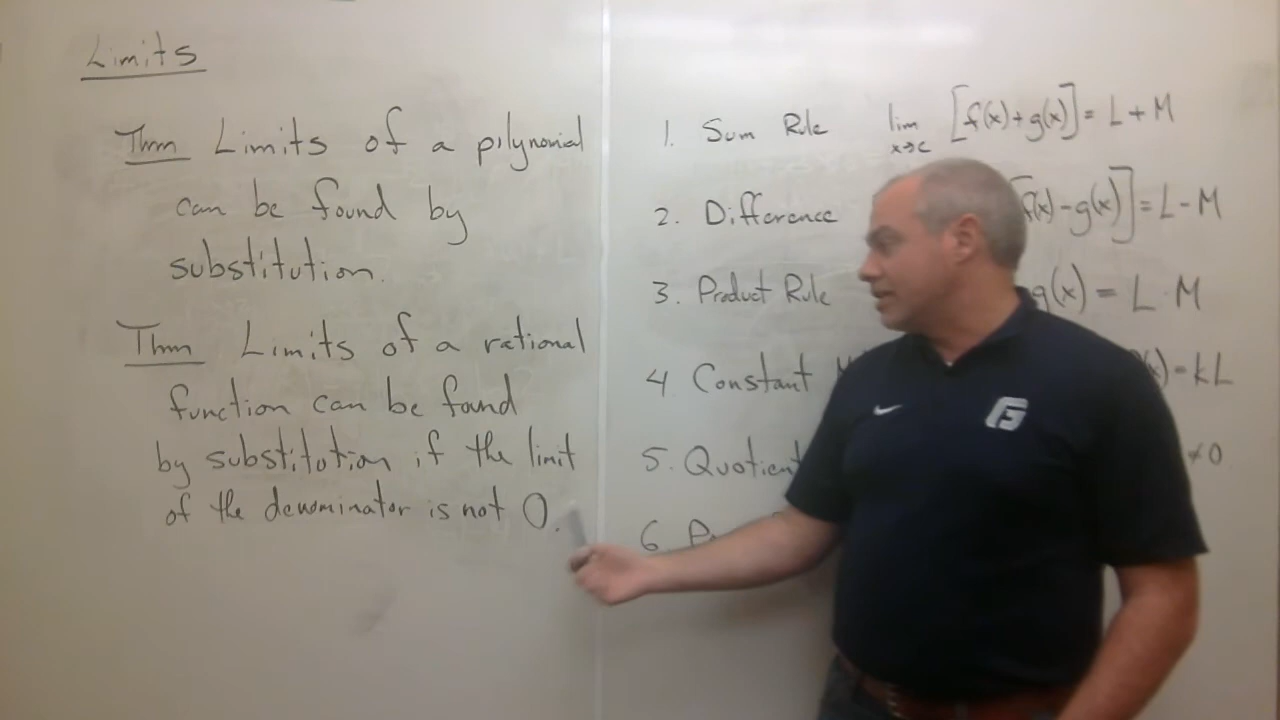 Limits
Thm Limits of a pilynomial
can be found by
substitution.
Thm Limits of a rational
function can be found
by substitution if the limit
of the denominator is not 0.
1. Sum Rule lim x→c [f(x)+g(x)] = L + M
2. Difference f(x) - g(x)] = L - M
3. Product Rule g(x) = L · M
4 Constant (x) = kL
5. Quotient ≠0
6.